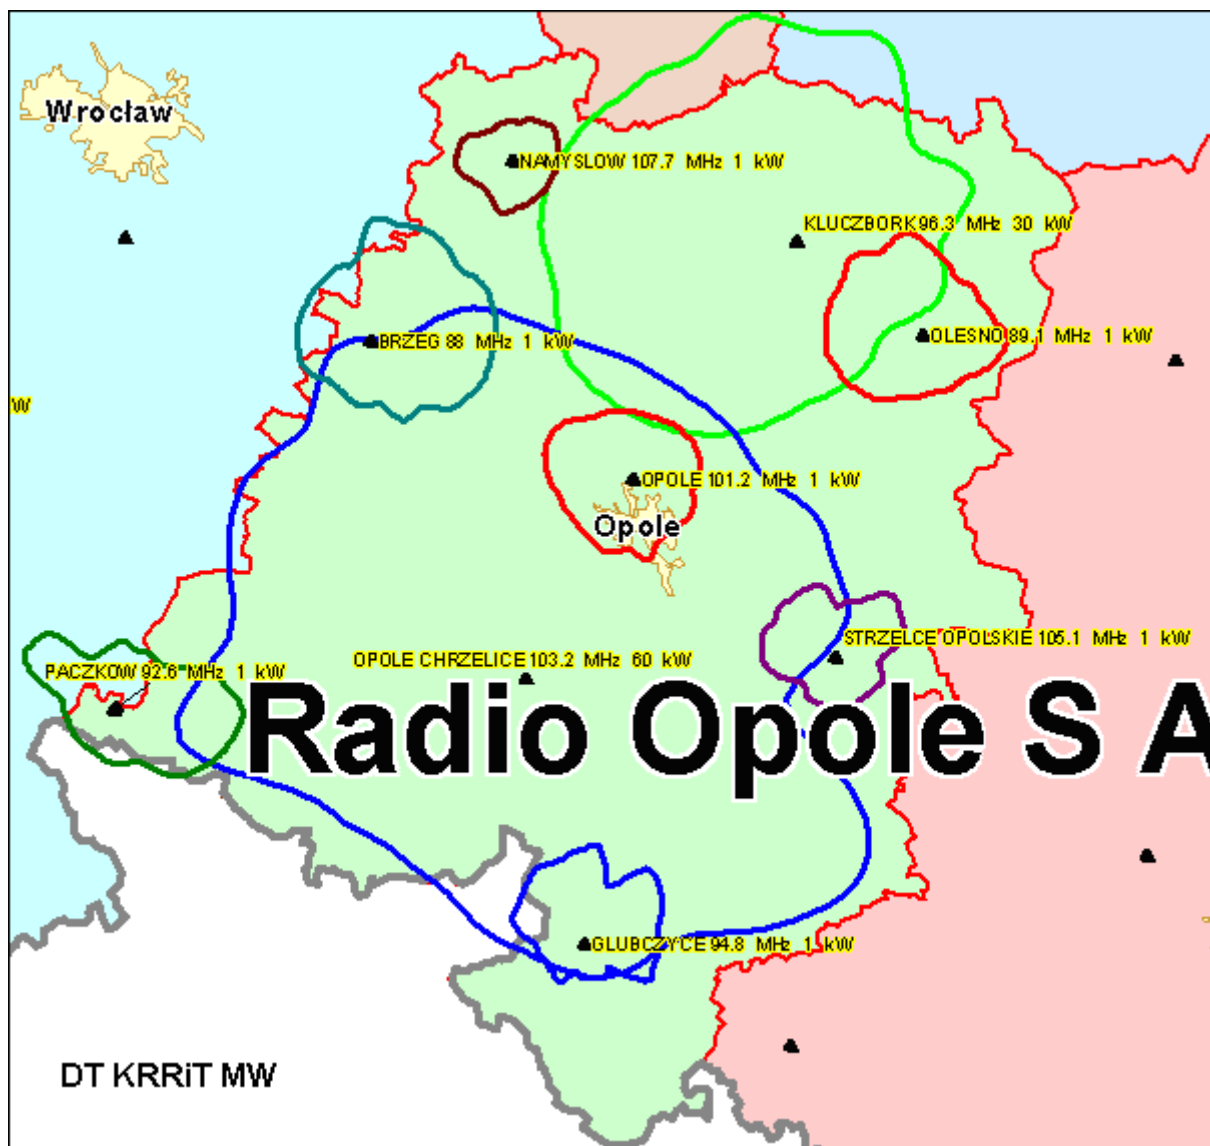 Wrocław
NAMYSLOW 107.7 MHz 1 kW
KLUCZBORK 96.3 MHz 30 kW
BRZEG 88 MHz 1 kW
OLESNO 89.1 MHz 1 kW
W
OPOLE 101.2 MHz 1 kW
Opole
STRZELCE OPOLSKIE 105.1 MHz 1 kW
PACZKOW 92.6 MHz 1 kW
OPOLE CHRZELICE 103.2 MHz 60 kW
Radio Opole S A
GLUBCZYCE 94.8 MHz 1 kW
DT KRRiT MW